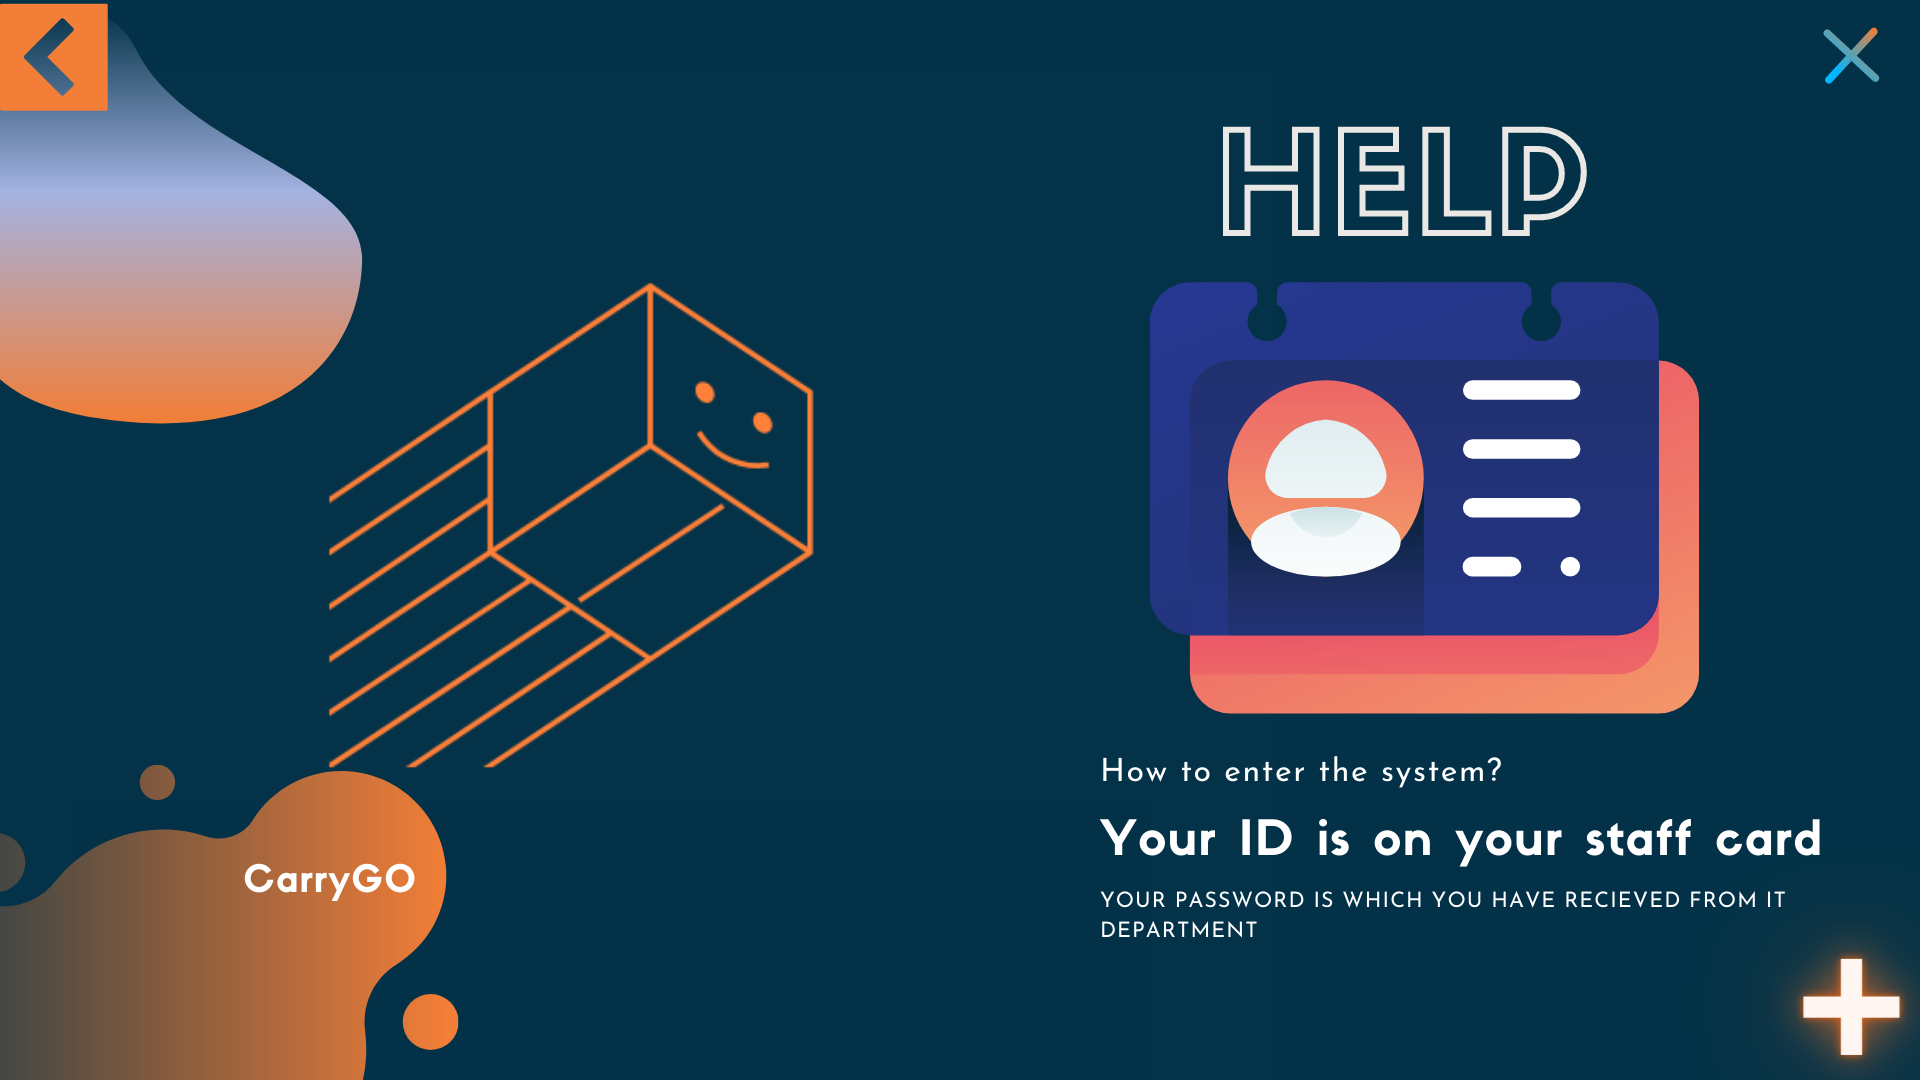 HELP
How to enter the system?
Your ID is on your staff card
YOUR PASSWORD IS WHICH YOU HAVE RECIEVED FROM IT
DEPARTMENT
CarryGO